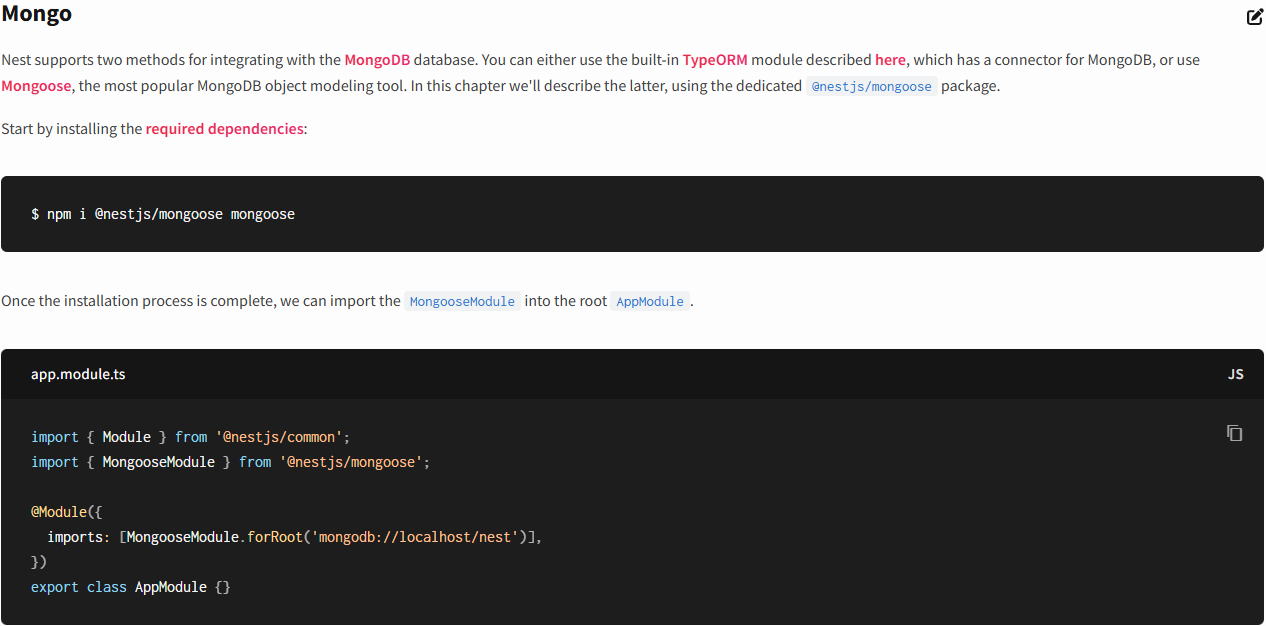 Mongo
Nest supports two methods for integrating with the MongoDB database. You can either use the built-in TypeORM module described here, which has a connector for MongoDB, or use
Mongoose, the most popular MongoDB object modeling tool. In this chapter we'll describe the latter, using the dedicated @nestjs/mongoose package.
Start by installing the required dependencies:
$ npm i @nestjs/mongoose mongoose
Once the installation process is complete, we can import the MongooseModule into the root AppModule.
app.module.ts
JS
import { Module } from '@nestjs/common';
import { MongooseModule } from '@nestjs/mongoose';
@Module({
  imports: [MongooseModule.forRoot('mongodb://localhost/nest')],
})
export class AppModule {}